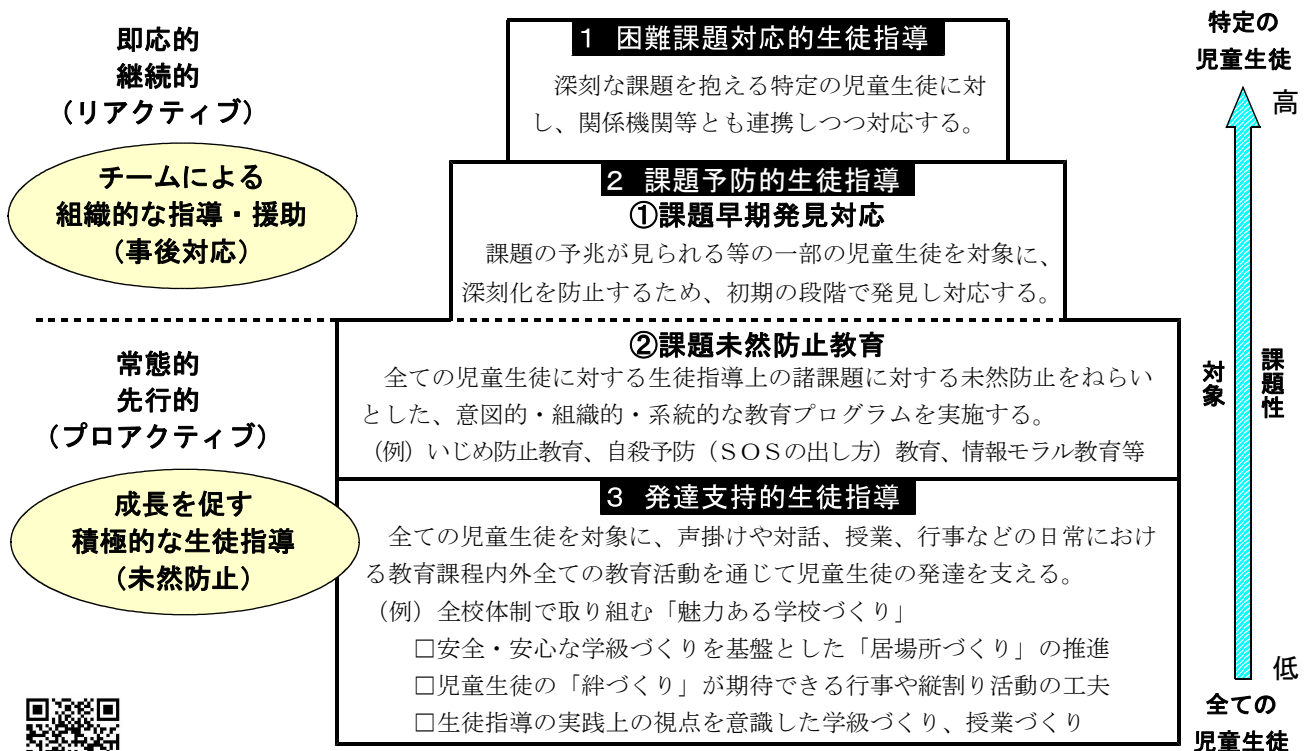 即応的
継続的
（リアクティブ）
チームによる
組織的な指導・援助
（事後対応）
常態的
先行的
（プロアクティブ）
成長を促す
積極的な生徒指導
（未然防止）
１ 困難課題対応的生徒指導
深刻な課題を抱える特定の児童生徒に対
し、関係機関等とも連携しつつ対応する。
２ 課題予防的生徒指導
①課題早期発見対応
課題の予兆が見られる等の一部の児童生徒を対象に、
深刻化を防止するため、初期の段階で発見し対応する。
②課題未然防止教育
全ての児童生徒に対する生徒指導上の諸課題に対する未然防止をねらい
とした、意図的・組織的・系統的な教育プログラムを実施する。
（例）いじめ防止教育、自殺予防（ＳＯＳの出し方）教育、情報モラル教育等
３ 発達支持的生徒指導
全ての児童生徒を対象に、声掛けや対話、授業、行事などの日常におけ
る教育課程内外全ての教育活動を通じて児童生徒の発達を支える。
（例）全校体制で取り組む「魅力ある学校づくり」
□安全・安心な学級づくりを基盤とした「居場所づくり」の推進
□児童生徒の「絆づくり」が期待できる行事や縦割り活動の工夫
□生徒指導の実践上の視点を意識した学級づくり、授業づくり
特定の
児童生徒
高
対象
課題性
低
全ての
児童生徒